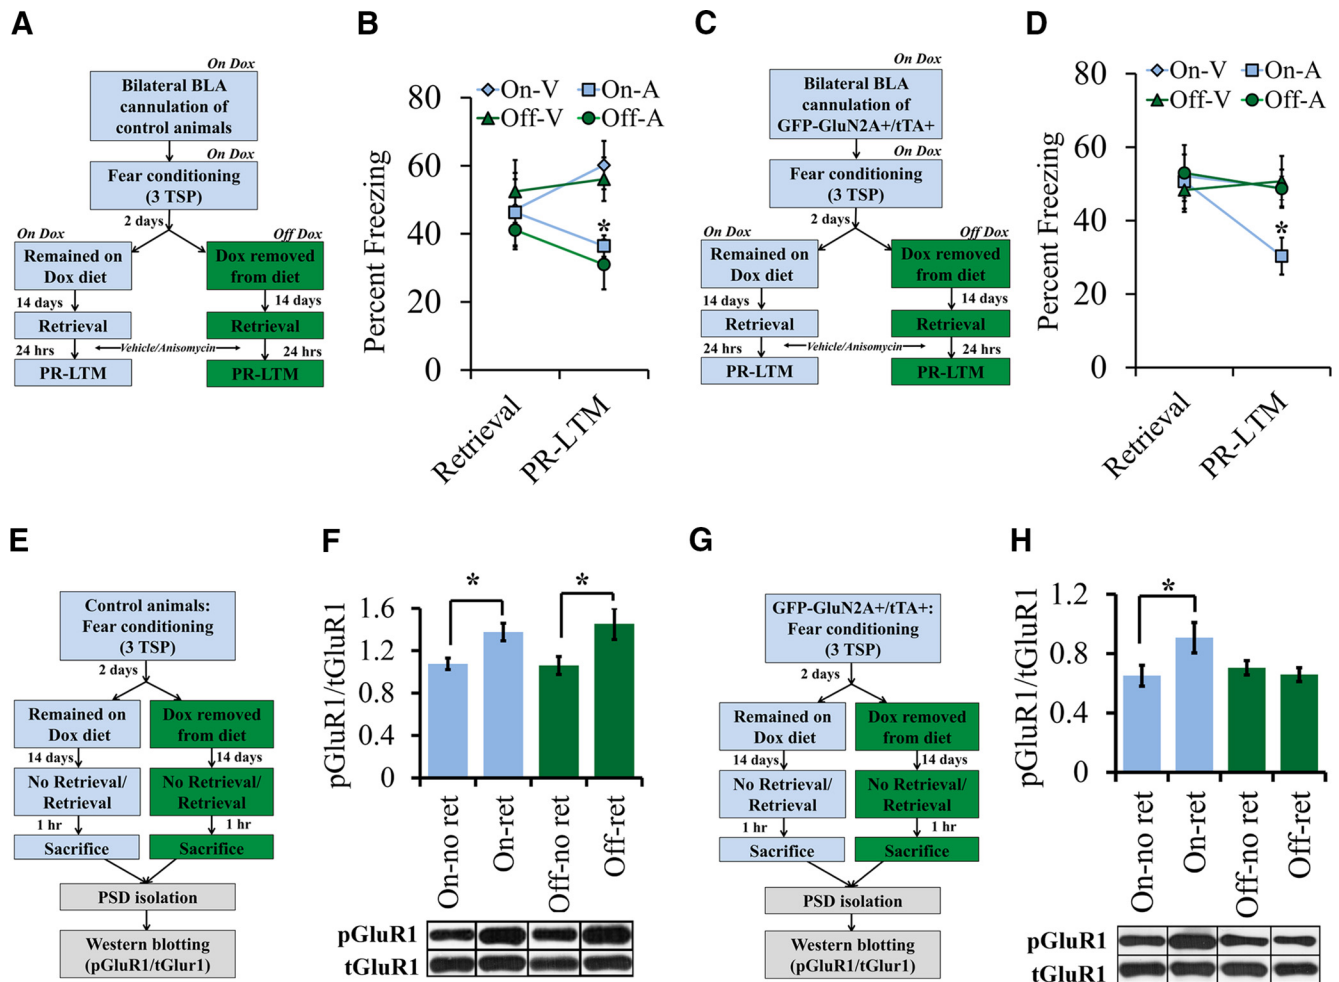 A
On Dox
Bilateral BLA
cannulation of
control animals
On Dox
Fear conditioning
(3 TSP)
2 days
On Dox
Off Dox
Remained on
Dox diet
Dox removed
from diet
14 days
14 days
Retrieval
Retrieval
24 hrs
Vehicle/Anisomycin
24 hrs
PR-LTM
PR-LTM
B
On-V
On-A
Off-V
Off-A
Percent Freezing
80
60
40
20
0
*
Retrieval
PR-LTM
C
On Dox
Bilateral BLA
cannulation of
GFP-GluN2A+/tTA+
On Dox
Fear conditioning
(3 TSP)
2 days
On Dox
Off Dox
Remained on
Dox diet
Dox removed
from diet
14 days
14 days
Retrieval
Retrieval
24 hrs
Vehicle/Anisomycin
24 hrs
PR-LTM
PR-LTM
D
On-V
On-A
Off-V
Off-A
Percent Freezing
80
60
40
20
0
*
Retrieval
PR-LTM
E
Control animals:
Fear conditioning
(3 TSP)
2 days
Remained on
Dox diet
Dox removed
from diet
14 days
14 days
No Retrieval/
Retrieval
No Retrieval/
Retrieval
1 hr
1 hr
Sacrifice
Sacrifice
PSD isolation
Western blotting
(pGluR1/tGlur1)
F
pGluR1/tGluR1
1.6
1.2
0.8
0.4
0
*
*
On-no ret
On-ret
Off-no ret
Off-ret
pGluR1
tGluR1
G
GFP-GluN2A+/tTA+:
Fear conditioning
(3 TSP)
2 days
Remained on
Dox diet
Dox removed
from diet
14 days
14 days
No Retrieval/
Retrieval
No Retrieval/
Retrieval
1 hr
1 hr
Sacrifice
Sacrifice
PSD isolation
Western blotting
(pGluR1/tGlur1)
H
pGluR1/tGluR1
1.2
0.8
0.4
0
*
On-no ret
On-ret
Off-no ret
Off-ret
pGluR1
tGluR1